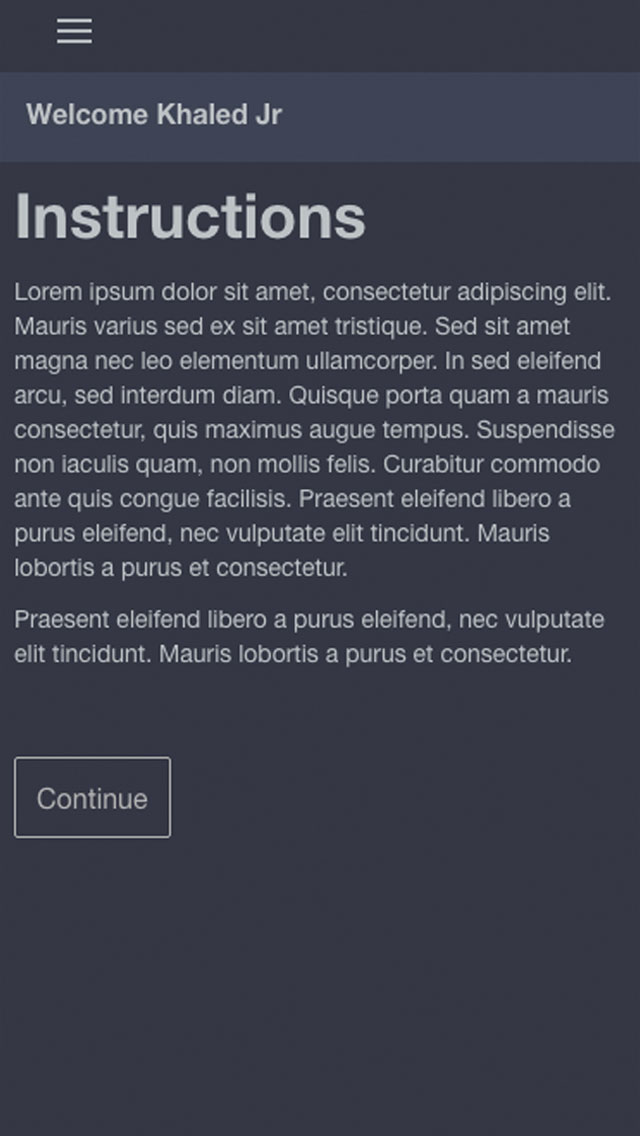 Welcome Khaled Jr
Instructions
Lorem ipsum dolor sit amet, consectetur adipiscing elit.
Mauris varius sed ex sit amet tristique. Sed sit amet
magna nec leo elementum ullamcorper. In sed eleifend
arcu, sed interdum diam. Quisque porta quam a mauris
consectetur, quis maximus augue tempus. Suspendisse
non iaculis quam, non mollis felis. Curabitur commodo
ante quis congue facilisis. Praesent eleifend libero a
purus eleifend, nec vulputate elit tincidunt. Mauris
lobortis a purus et consectetur.
Praesent eleifend libero a purus eleifend, nec vulputate
elit tincidunt. Mauris lobortis a purus et consectetur.
Continue